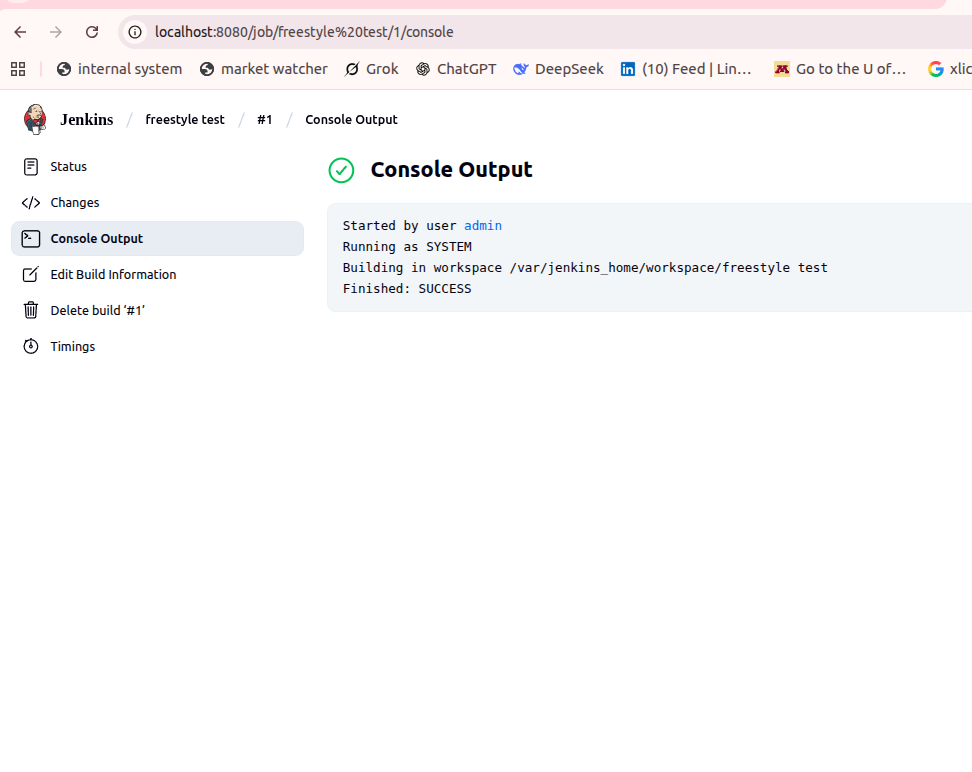 localhost:8080/job/freestyle%20test/1/console
internal system market watcher Grok ChatGPT DeepSeek (10) Feed | Lin... Go to the U of... xlic
Jenkins / freestyle test / #1 / Console Output
Status
Changes
Console Output
Edit Build Information
Delete build ‘#1’
Timings
Console Output
Started by user admin
Running as SYSTEM
Building in workspace /var/jenkins_home/workspace/freestyle test
Finished: SUCCESS